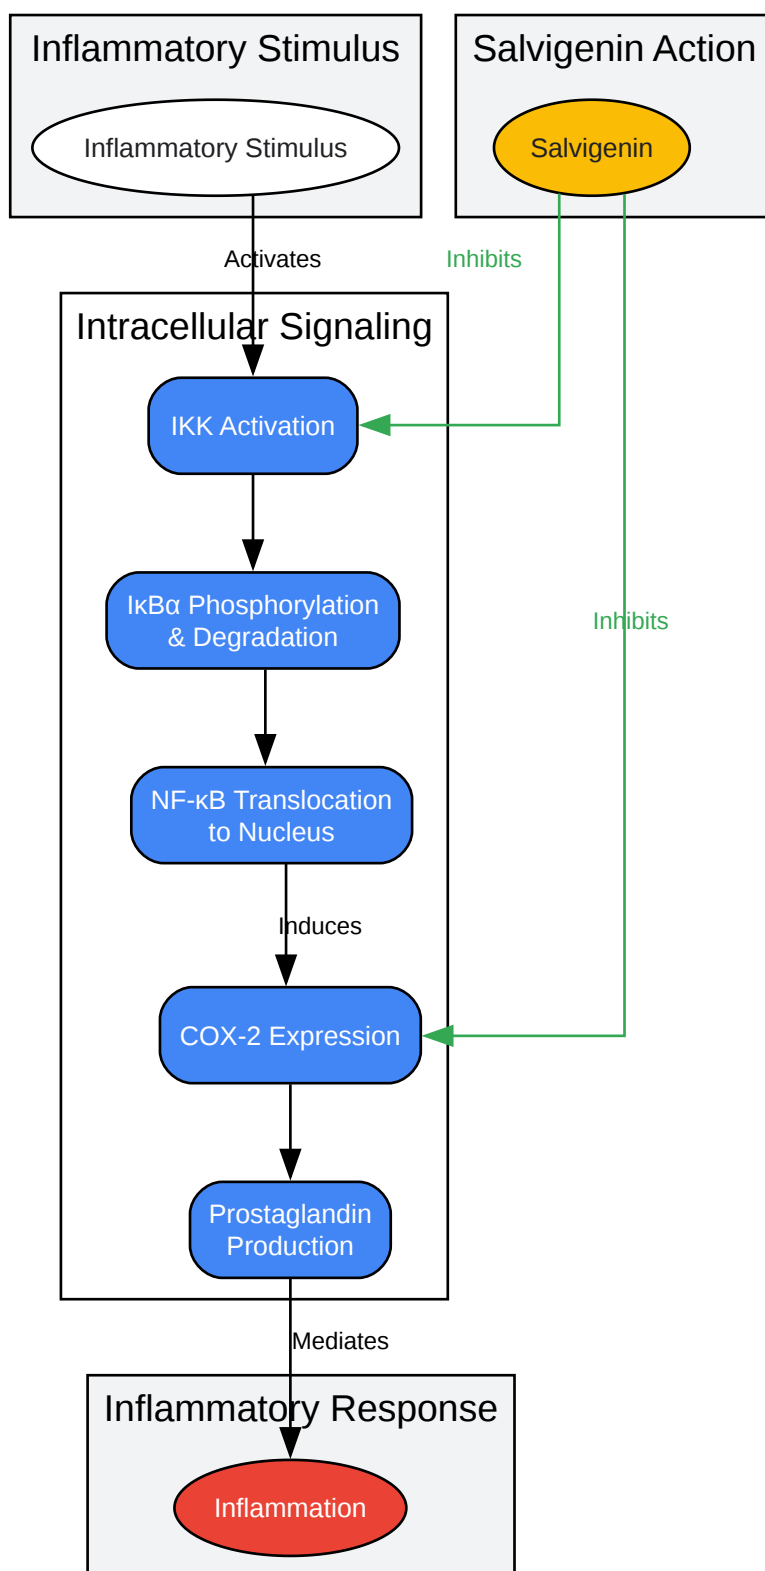 Inflammatory Stimulus
Salvigenin Action
Inflammatory Stimulus
Salvigenin
Activates
Inhibits
Intracellular Signaling
IKK Activation
IκBα Phosphorylation
& Degradation
Inhibits
NF-κB Translocation
to Nucleus
Induces
COX-2 Expression
Prostaglandin
Production
Mediates
Inflammatory Response
Inflammation